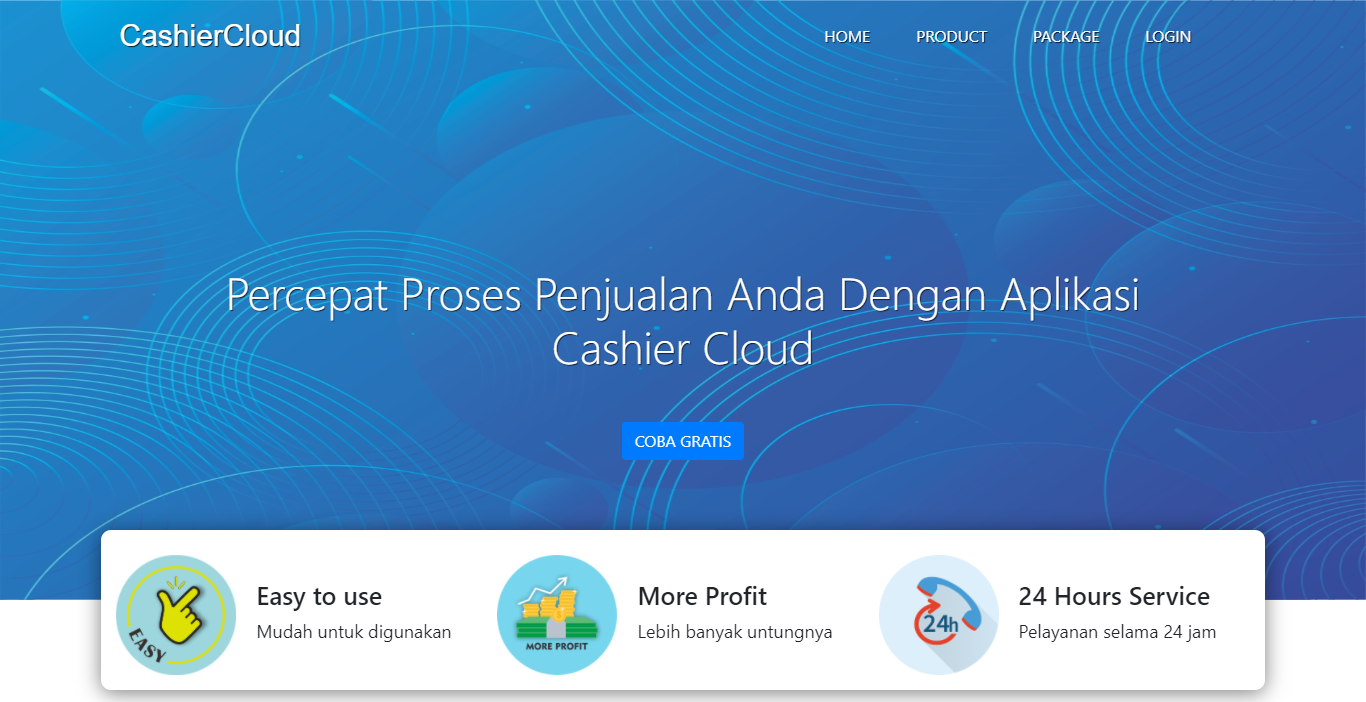 CashierCloud
HOME PRODUCT PACKAGE LOGIN
Percepat Proses Penjualan Anda Dengan Aplikasi
Cashier Cloud
COBA GRATIS
EASY
Easy to use
Mudah untuk digunakan
MORE PROFIT
More Profit
Lebih banyak untungnya
24h
24 Hours Service
Pelayanan selama 24 jam